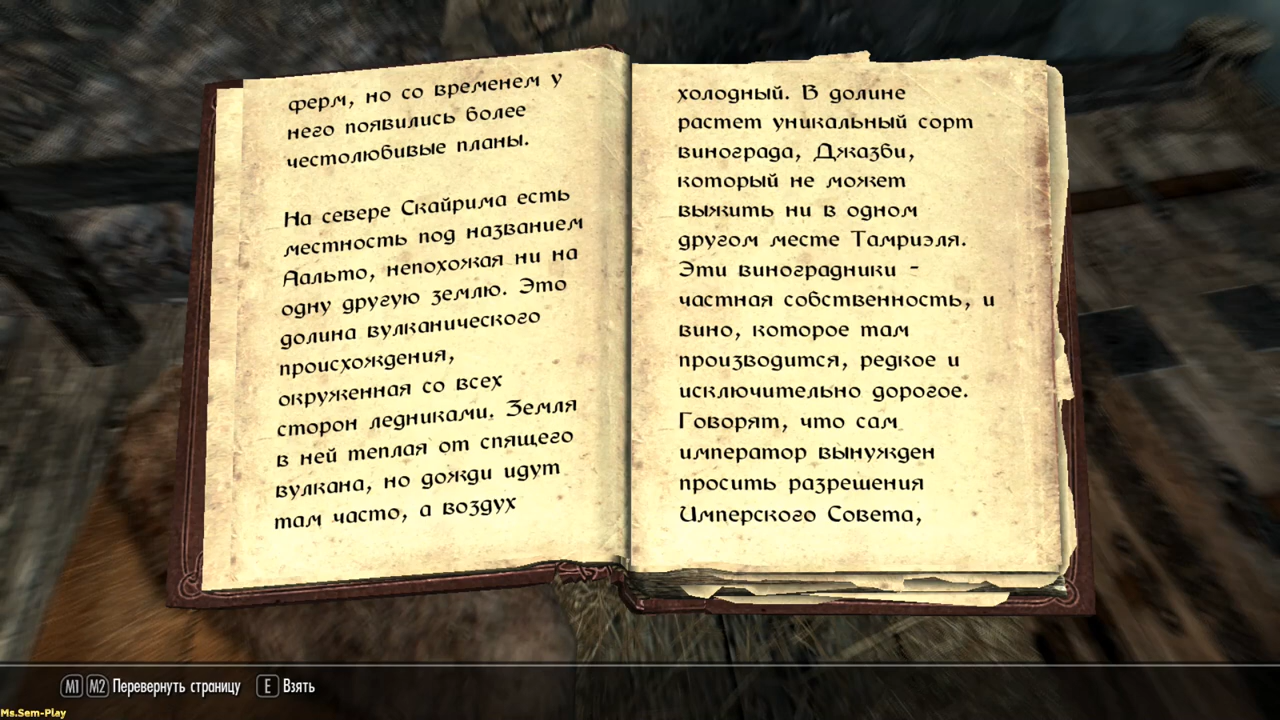 ферм, но со временем у
него появились более
честолюбивые планы.
На севере Скайрима есть
местность под названием
Аальто, непохожая ни на
одну другую землю. Это
долина вулканического
происхождения,
окруженная со всех
сторон ледниками. Земля
в ней теплая от спящего
вулкана, но дожди идут
там часто, а воздух
холодный. В долине
растет уникальный сорт
винограда, Джазби,
который не может
выжить ни в одном
другом месте Тамриэля.
Эти виноградники -
частная собственность, и
вино, которое там
производится, редкое и
исключительно дорогое.
Говорят, что сам
император вынужден
просить разрешения
Имперского Совета,
M1 M2 Перевернуть страницу E Взять
Ms.Sem-Play